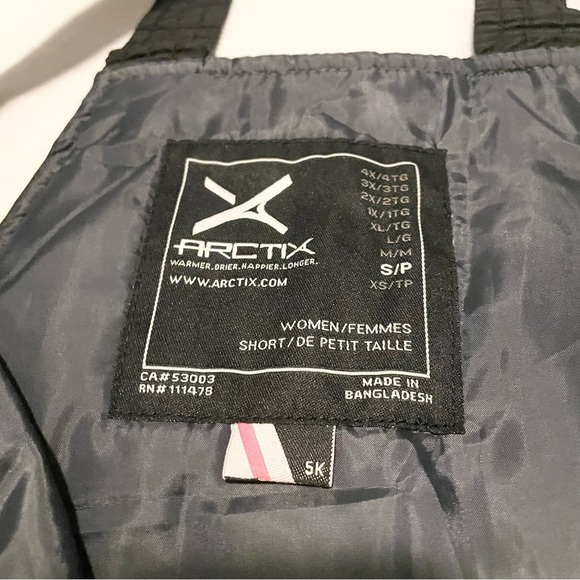 4X/4TG
3X/3TG
2X/2TG
1X/1TG
XL/TG
L/G
M/M
S/P
XS/TP
ARCTIX
WARMER.DRIER.HAPPIER.LONGER.
WWW.ARCTIX.COM
WOMEN/FEMMES
SHORT/DE PETIT TAILLE
CA#53003
RN#111478
MADE IN
BANGLADESH
5K